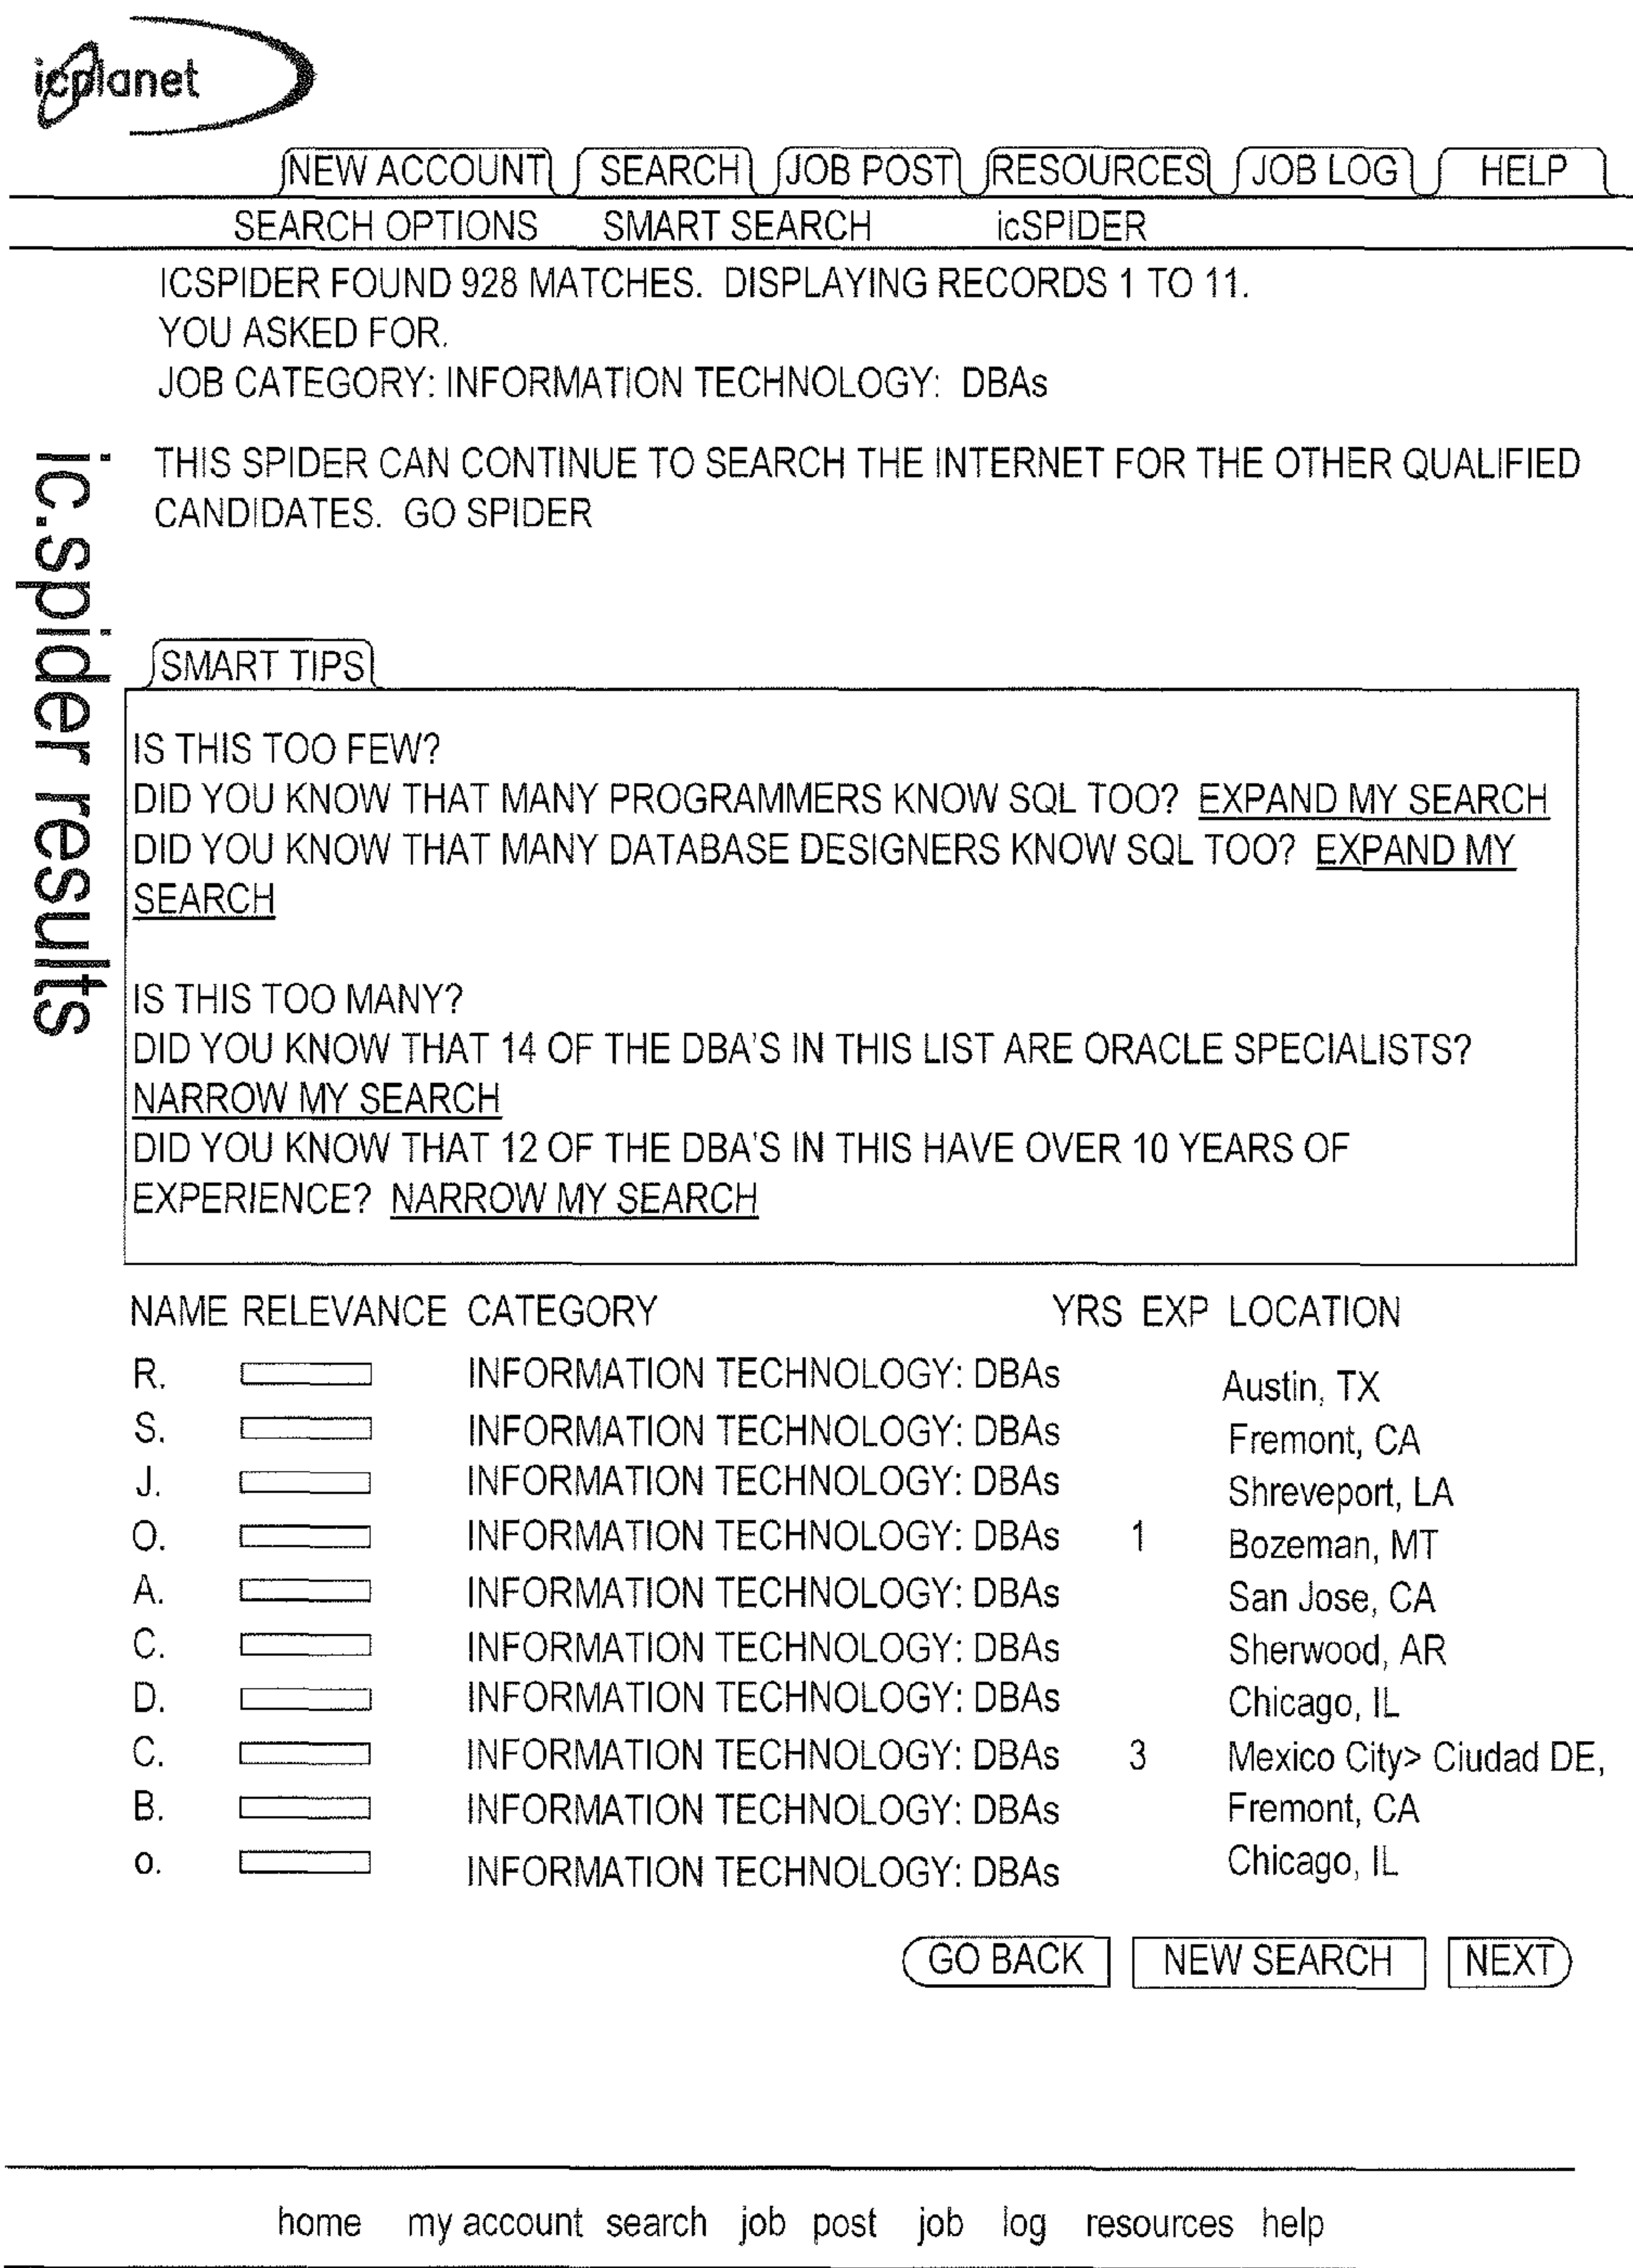 icplanet
NEW ACCOUNT SEARCH JOB POST RESOURCES JOB LOG HELP
SEARCH OPTIONS SMART SEARCH icSPIDER
ICSPIDER FOUND 928 MATCHES. DISPLAYING RECORDS 1 TO 11.
YOU ASKED FOR.
JOB CATEGORY: INFORMATION TECHNOLOGY: DBAs
THIS SPIDER CAN CONTINUE TO SEARCH THE INTERNET FOR THE OTHER QUALIFIED
CANDIDATES. GO SPIDER
ic.spider results
SMART TIPS
IS THIS TOO FEW?
DID YOU KNOW THAT MANY PROGRAMMERS KNOW SQL TOO? EXPAND MY SEARCH
DID YOU KNOW THAT MANY DATABASE DESIGNERS KNOW SQL TOO? EXPAND MY
SEARCH
IS THIS TOO MANY?
DID YOU KNOW THAT 14 OF THE DBA'S IN THIS LIST ARE ORACLE SPECIALISTS?
NARROW MY SEARCH
DID YOU KNOW THAT 12 OF THE DBA'S IN THIS HAVE OVER 10 YEARS OF
EXPERIENCE? NARROW MY SEARCH
NAME RELEVANCE CATEGORY YRS EXP LOCATION
R. INFORMATION TECHNOLOGY: DBAs Austin, TX
S. INFORMATION TECHNOLOGY: DBAs Fremont, CA
J. INFORMATION TECHNOLOGY: DBAs Shreveport, LA
O. INFORMATION TECHNOLOGY: DBAs 1 Bozeman, MT
A. INFORMATION TECHNOLOGY: DBAs San Jose, CA
C. INFORMATION TECHNOLOGY: DBAs Sherwood, AR
D. INFORMATION TECHNOLOGY: DBAs Chicago, IL
C. INFORMATION TECHNOLOGY: DBAs 3 Mexico City> Ciudad DE,
B. INFORMATION TECHNOLOGY: DBAs Fremont, CA
o. INFORMATION TECHNOLOGY: DBAs Chicago, IL
GO BACK NEW SEARCH NEXT
home my account search job post job log resources help